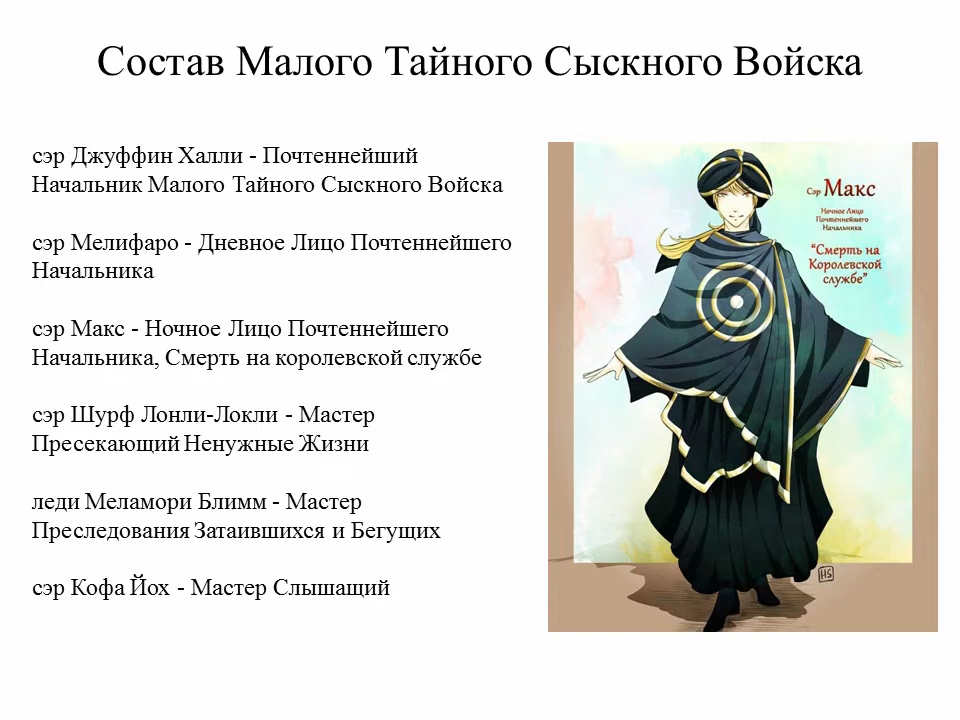 Состав Малого Тайного Сыскного Войска
сэр Джуффин Халли - Почтеннейший
Начальник Малого Тайного Сыскного Войска
сэр Мелифаро - Дневное Лицо Почтеннейшего
Начальника
сэр Макс - Ночное Лицо Почтеннейшего
Начальника, Смерть на королевской службе
сэр Шурф Лонли-Локли - Мастер
Пресекающий Ненужные Жизни
леди Меламори Блимм - Мастер
Преследования Затаившихся и Бегущих
сэр Кофа Йох - Мастер Слышащий
Сэр Макс
Ночное Лицо
Почтеннейшего
Начальника
"Смерть на
Королевской
службе"
HS